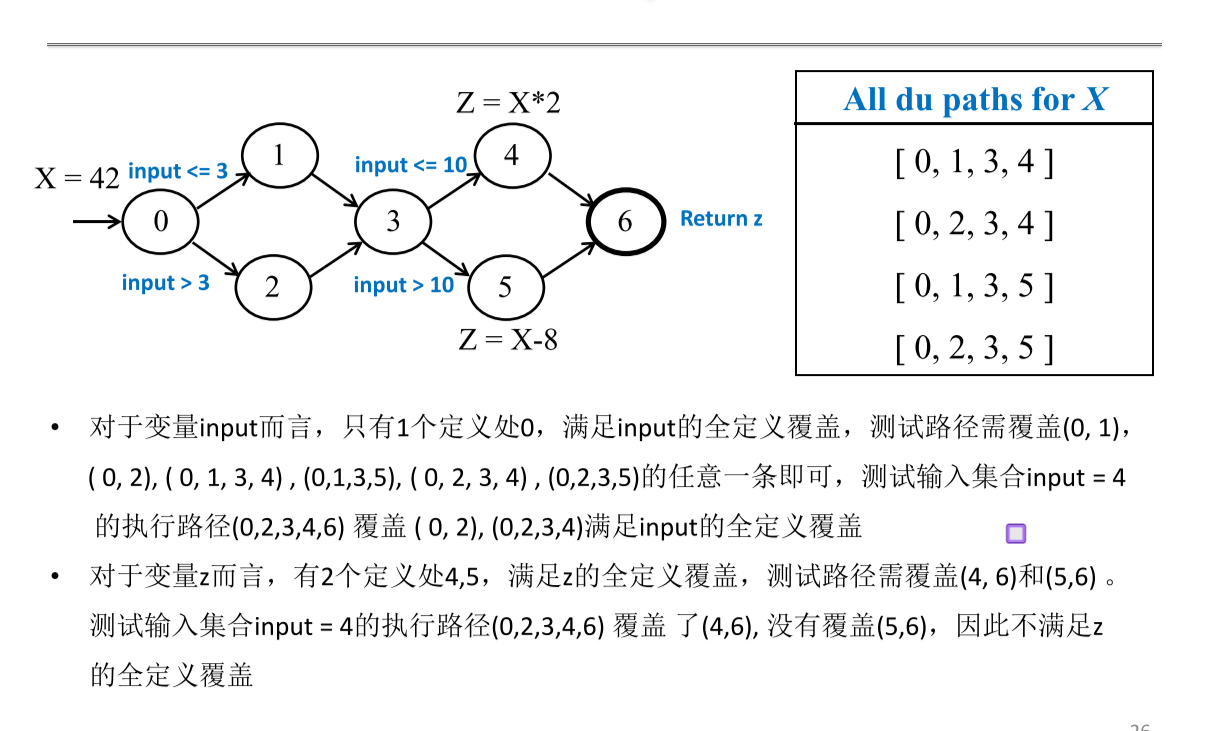 Z = X*2
All du paths for X
X = 42
input <= 3
1
input <= 10
4
[ 0, 1, 3, 4 ]
0
3
6
Return z
[ 0, 2, 3, 4 ]
input > 3
2
input > 10
5
[ 0, 1, 3, 5 ]
Z = X-8
[ 0, 2, 3, 5 ]
• 对于变量input而言，只有1个定义处0，满足input的全定义覆盖，测试路径需覆盖(0, 1)，
( 0, 2), ( 0, 1, 3, 4) , (0,1,3,5), ( 0, 2, 3, 4) , (0,2,3,5)的任意一条即可，测试输入集合input = 4
的执行路径(0,2,3,4,6) 覆盖 ( 0, 2), (0,2,3,4)满足input的全定义覆盖
• 对于变量z而言，有2个定义处4,5，满足z的全定义覆盖，测试路径需覆盖(4, 6)和(5,6) 。
测试输入集合input = 4的执行路径(0,2,3,4,6) 覆盖 了(4,6), 没有覆盖(5,6)，因此不满足z
的全定义覆盖